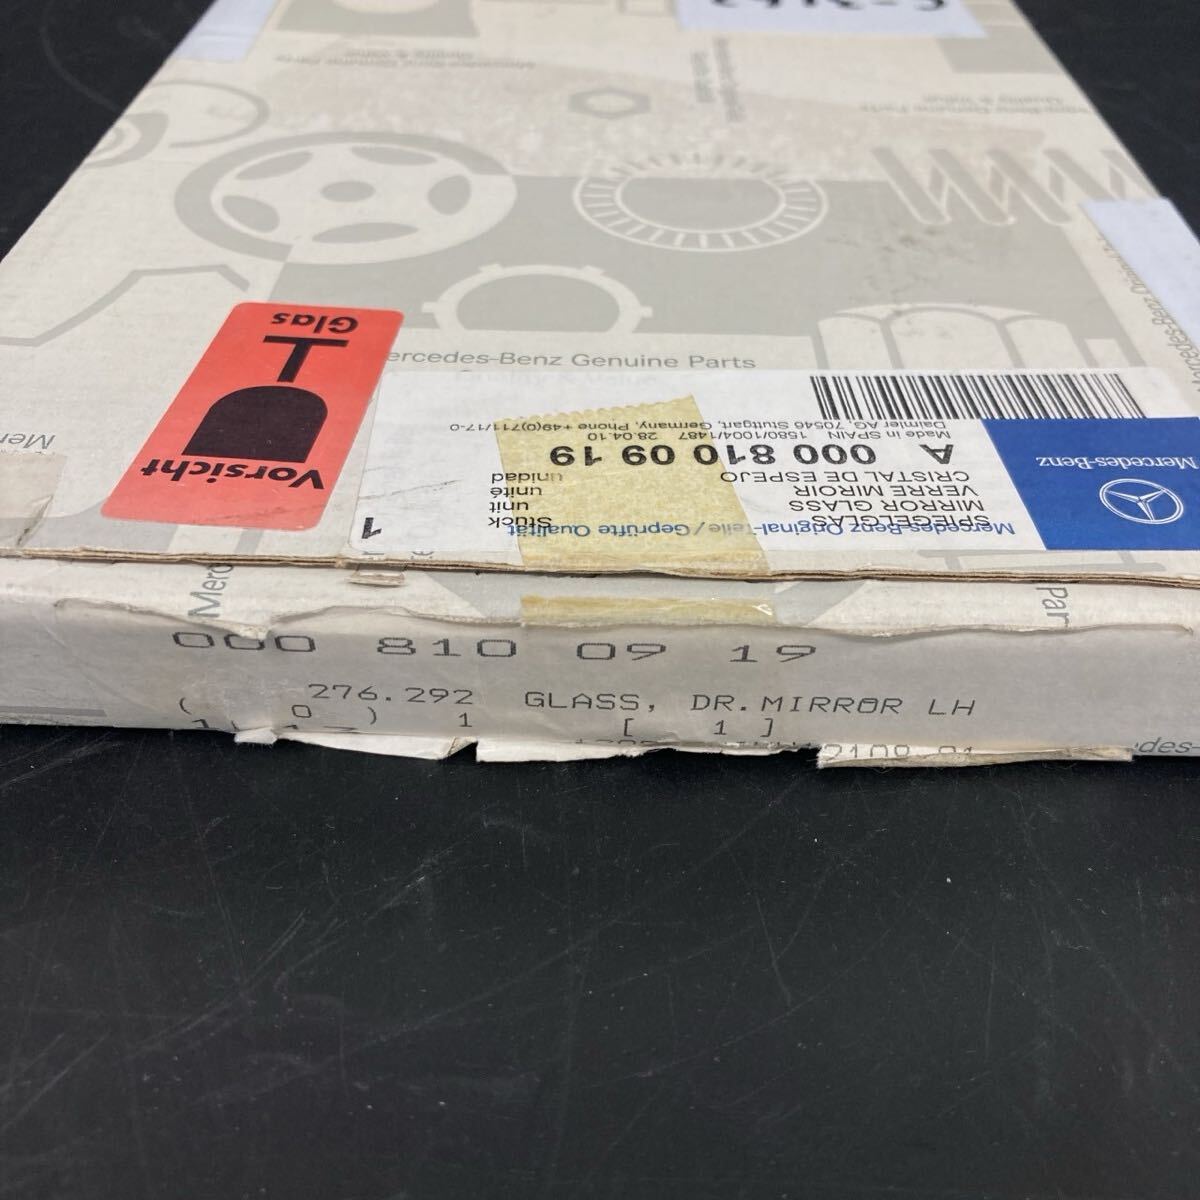 Mercedes-Benz Genuine Parts
Vorsicht
Glas
Mercedes-Benz
Mercedes-Benz Original-Teile / Geprüfte Qualität
SPIEGELGLAS
MIRROR GLASS
VERRE MIROIR
CRISTAL DE ESPEJO
Stück
unit
unité
unidad
1
A 000 810 09 19
Made in SPAIN 1580/1004/1487 28.04.10
Daimler AG, 70546 Stuttgart, Germany, Phone +49(0)711/17-0
000 810 09 19
276.292 GLASS, DR.MIRROR LH
( 0 ) 1 [ 1 ]